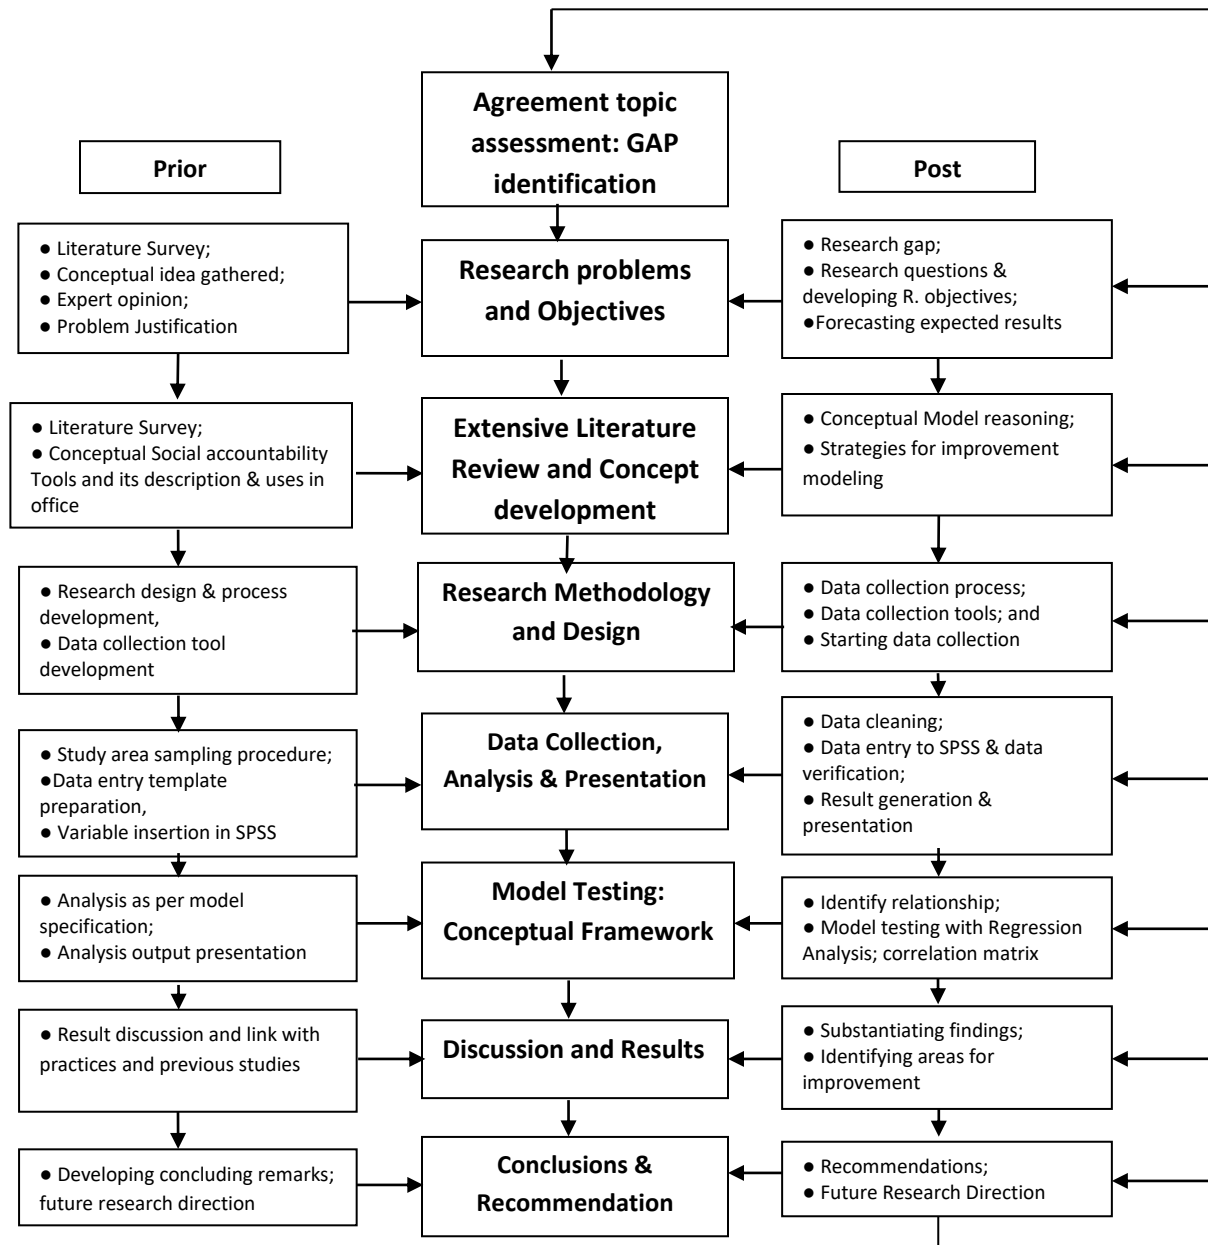 Agreement topic
assessment: GAP
identification
Prior
Post
● Literature Survey;
● Conceptual idea gathered;
● Expert opinion;
● Problem Justification
Research problems
and Objectives
● Research gap;
● Research questions &
developing R. objectives;
●Forecasting expected results
● Literature Survey;
● Conceptual Social accountability
Tools and its description & uses in
office
Extensive Literature
Review and Concept
development
● Conceptual Model reasoning;
● Strategies for improvement
modeling
● Research design & process
development,
● Data collection tool
development
Research Methodology
and Design
● Data collection process;
● Data collection tools; and
● Starting data collection
● Study area sampling procedure;
●Data entry template
preparation,
● Variable insertion in SPSS
Data Collection,
Analysis & Presentation
● Data cleaning;
● Data entry to SPSS & data
verification;
● Result generation &
presentation
● Analysis as per model
specification;
● Analysis output presentation
Model Testing:
Conceptual Framework
● Identify relationship;
● Model testing with Regression
Analysis; correlation matrix
● Result discussion and link with
practices and previous studies
Discussion and Results
● Substantiating findings;
● Identifying areas for
improvement
● Developing concluding remarks;
future research direction
Conclusions &
Recommendation
● Recommendations;
● Future Research Direction